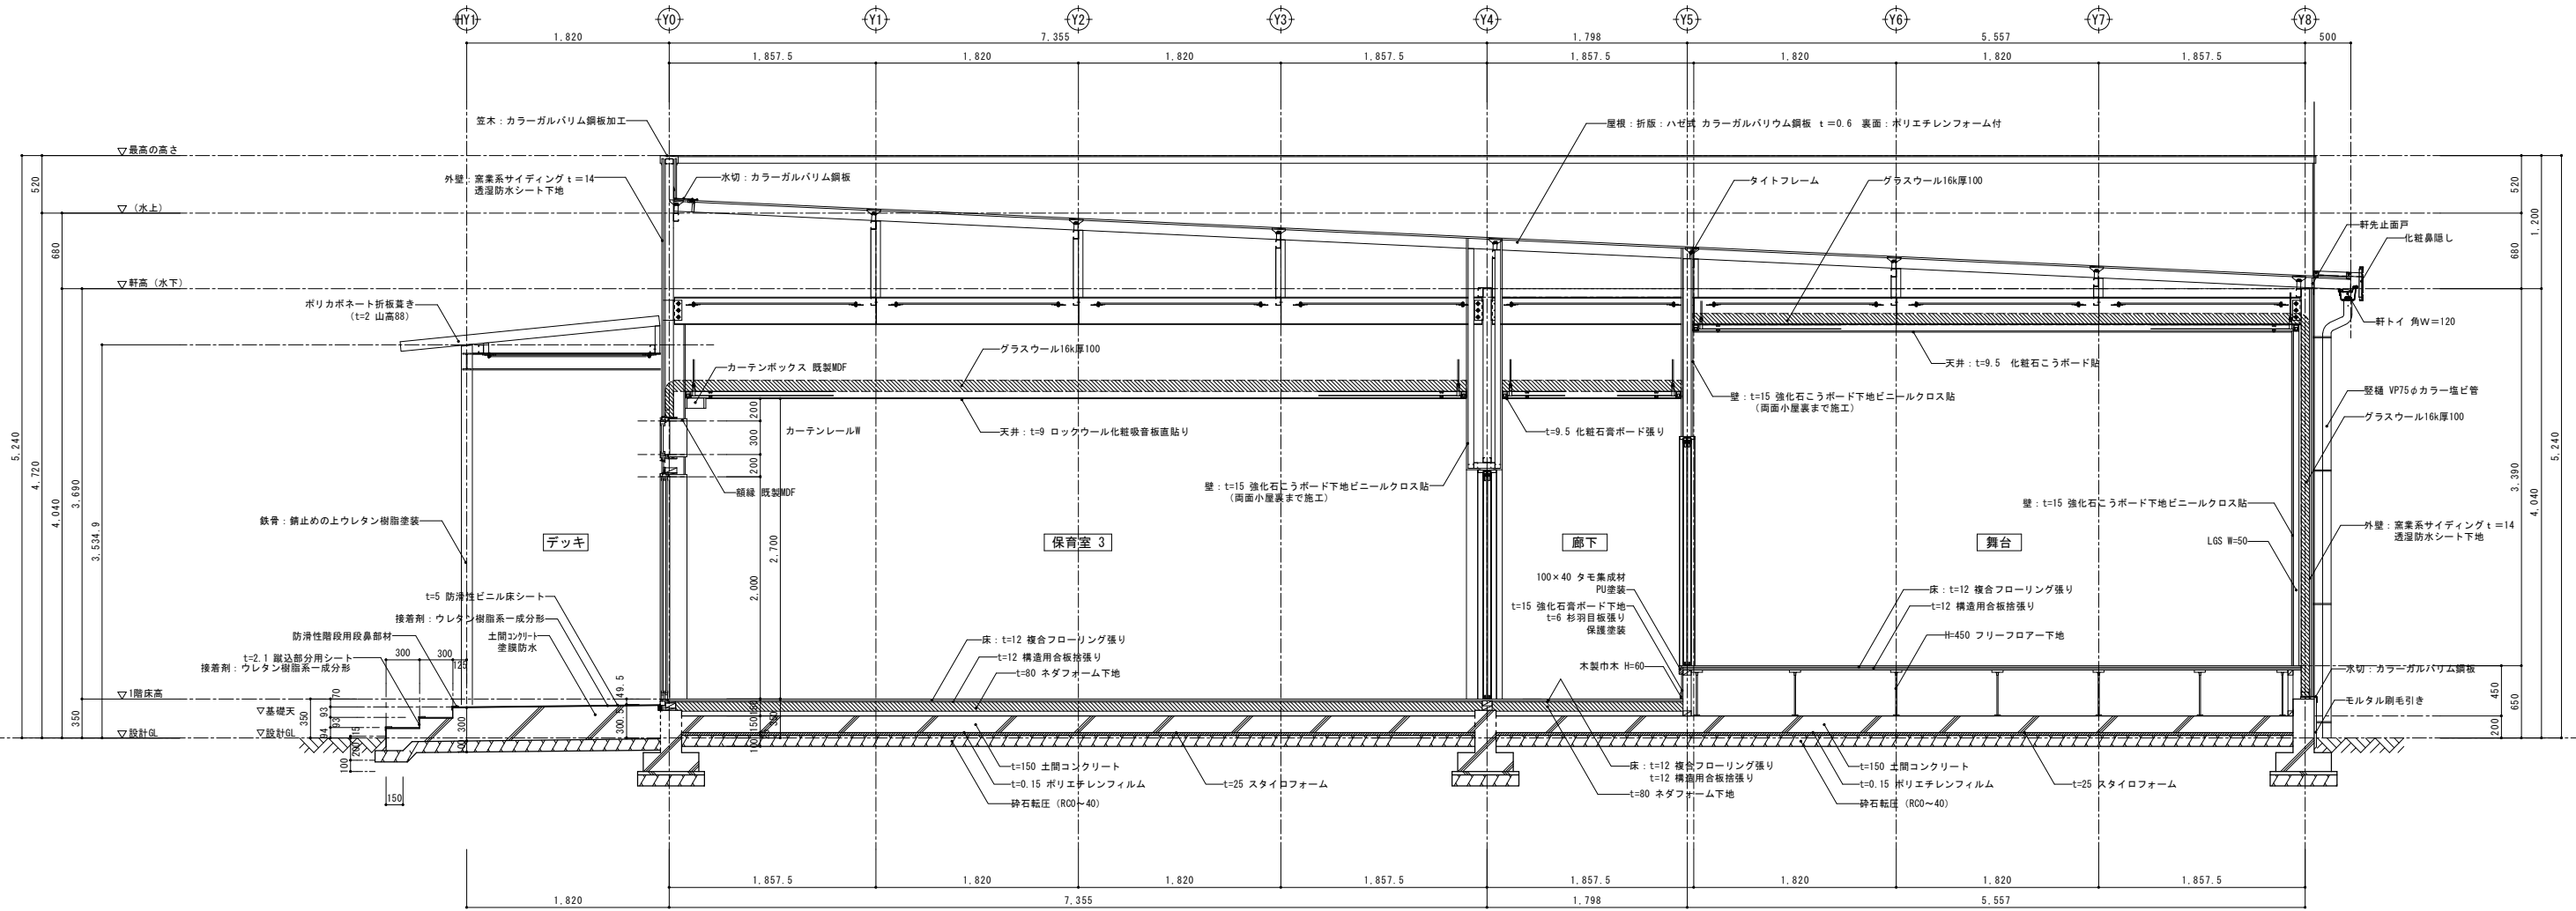 HY1 Y0 Y1 Y2 Y3 Y4 Y5 Y6 Y7 Y8
1,820 7,355 1,798 5,557 500
1,857.5 1,820 1,820 1,857.5 1,857.5 1,820 1,820 1,857.5
笠木：カラーガルバリム鋼板加工
屋根：折版：ハゼ式 カラーガルバリウム鋼板 t＝0.6 裏面：ポリエチレンフォーム付
▽最高の高さ
外壁：窯業系サイディングｔ＝14
透湿防水シート下地
水切：カラーガルバリム鋼板
タイトフレーム
グラスウール16k厚100
▽（水上）
軒先止面戸
化粧鼻隠し
▽軒高（水下）
ポリカボネート折板葺き
（t=2 山高88）
軒トイ 角W＝120
グラスウール16k厚100
カーテンボックス 既製MDF
天井：t=9.5 化粧石こうボード貼
壁：t=15 強化石こうボード下地ビニールクロス貼
（両面小屋裏まで施工）
竪樋 VP75φカラー塩ビ管
グラスウール16k厚100
カーテンレールW
天井：t=9 ロックウール化粧吸音板直貼り
t=9.5 化粧石膏ボード張り
額縁 既製MDF
壁：t=15 強化石こうボード下地ビニールクロス貼
（両面小屋裏まで施工）
壁：t=15 強化石こうボード下地ビニールクロス貼
鉄骨：錆止めの上ウレタン樹脂塗装
外壁：窯業系サイディングｔ＝14
透湿防水シート下地
LGS W=50
デッキ
保育室 3
廊下
舞台
100×40 タモ集成材
PU塗装
t=15 強化石膏ボード下地
t=6 杉羽目板張り
保護塗装
床：t=12 複合フローリング張り
t=12 構造用合板捨張り
H=450 フリーフロアー下地
t=5 防滑性ビニル床シート
接着剤：ウレタン樹脂系一成分形
防滑性階段用段鼻部材
土間コンクリート
塗膜防水
t=2.1 蹴込部分用シート
接着剤：ウレタン樹脂系一成分形
床：t=12 複合フローリング張り
t=12 構造用合板捨張り
t=80 ネダフォーム下地
木製巾木 H=60
水切：カラーガルバリム鋼板
モルタル刷毛引き
▽1階床高
▽基礎天
▽設計GL
▽設計GL
t=150 土間コンクリート
t=0.15 ポリエチレンフィルム
砕石転圧（RC0～40）
t=25 スタイロフォーム
床：t=12 複合フローリング張り
t=12 構造用合板捨張り
t=80 ネダフォーム下地
t=150 土間コンクリート
t=0.15 ポリエチレンフィルム
砕石転圧（RC0～40）
t=25 スタイロフォーム
5,240
520
4,720
680
4,040
3,690
350
3,534.9
300
300
125
350
70
93
93
94
15
200
100
150
300
100
49.5
300.5
200
300
200
2,000
2,700
150
100
350
520
680
1,200
3,390
4,040
5,240
450
200
650
1,857.5 1,820 1,820 1,857.5 1,857.5 1,820 1,820 1,857.5
1,820 7,355 1,798 5,557